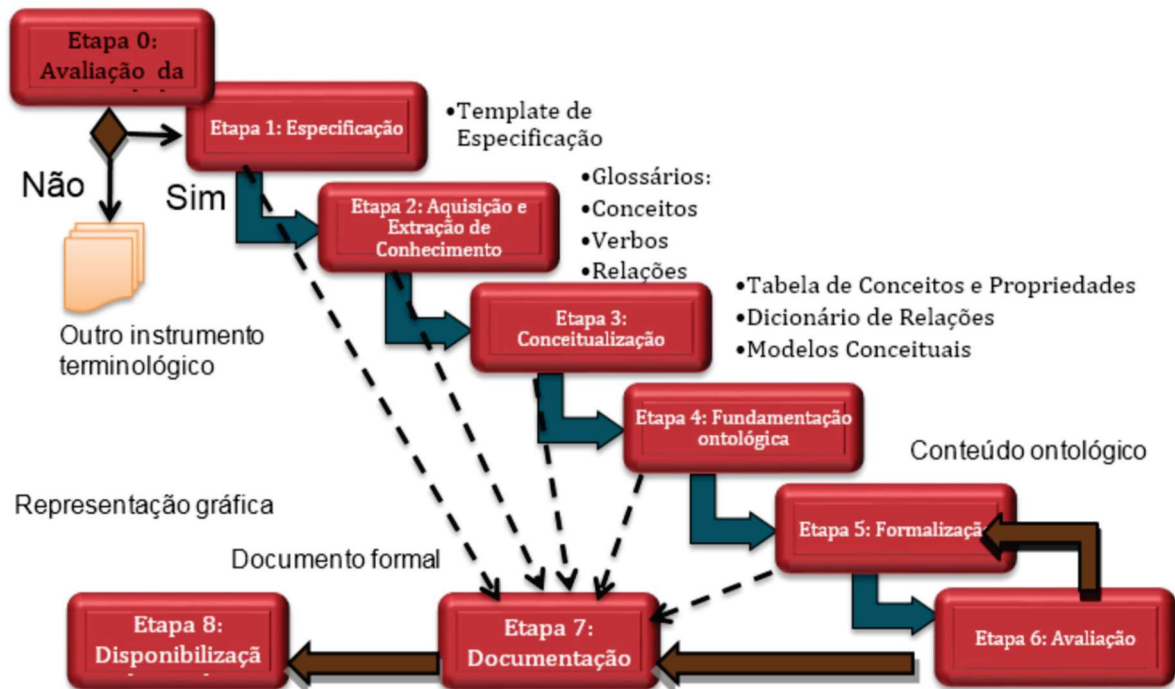 Etapa 0:
Avaliação da
Etapa 1: Especificação
•Template de
Especificação
Não
Sim
Outro instrumento
terminológico
Etapa 2: Aquisição e
Extração de
Conhecimento
•Glossários:
•Conceitos
•Verbos
•Relações
Etapa 3:
Conceitualização
•Tabela de Conceitos e Propriedades
•Dicionário de Relações
•Modelos Conceituais
Etapa 4: Fundamentação
ontológica
Conteúdo ontológico
Etapa 5: Formalizaçã
Etapa 6: Avaliação
Representação gráfica
Documento formal
Etapa 7:
Documentação
Etapa 8:
Disponibilizaçã